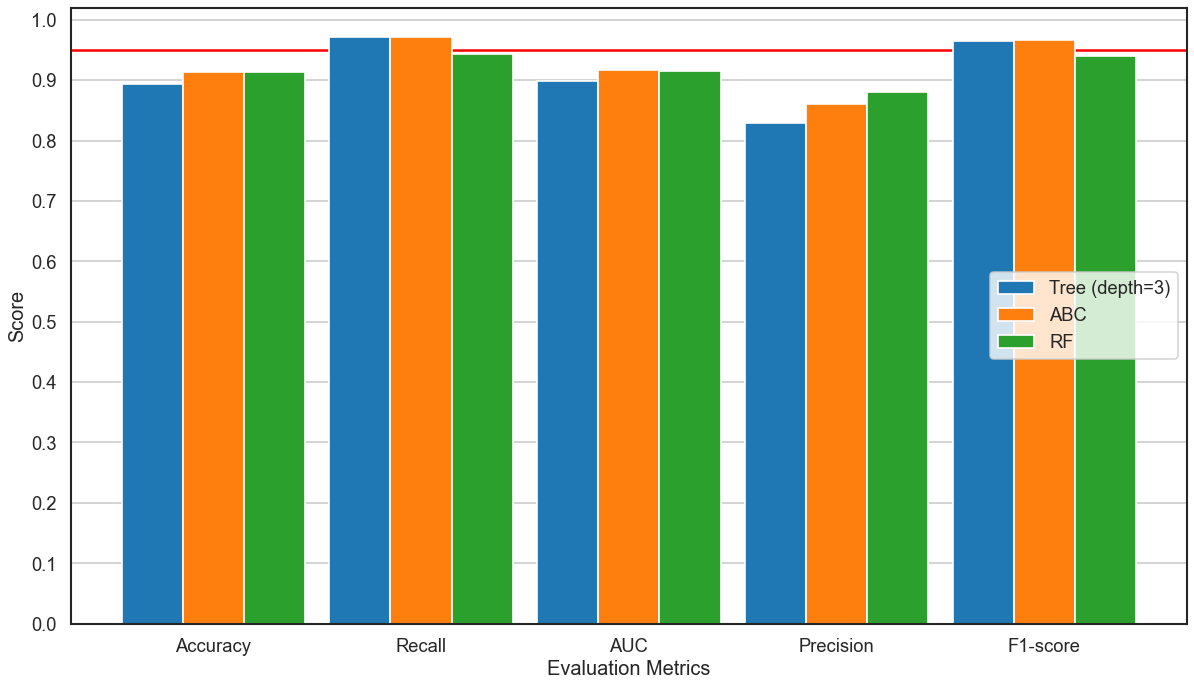 1.0
0.9
0.8
0.7
0.6
0.5
0.4
0.3
0.2
0.1
0.0
Score
Tree (depth=3)
ABC
RF
Accuracy Recall AUC Precision F1-score
Evaluation Metrics